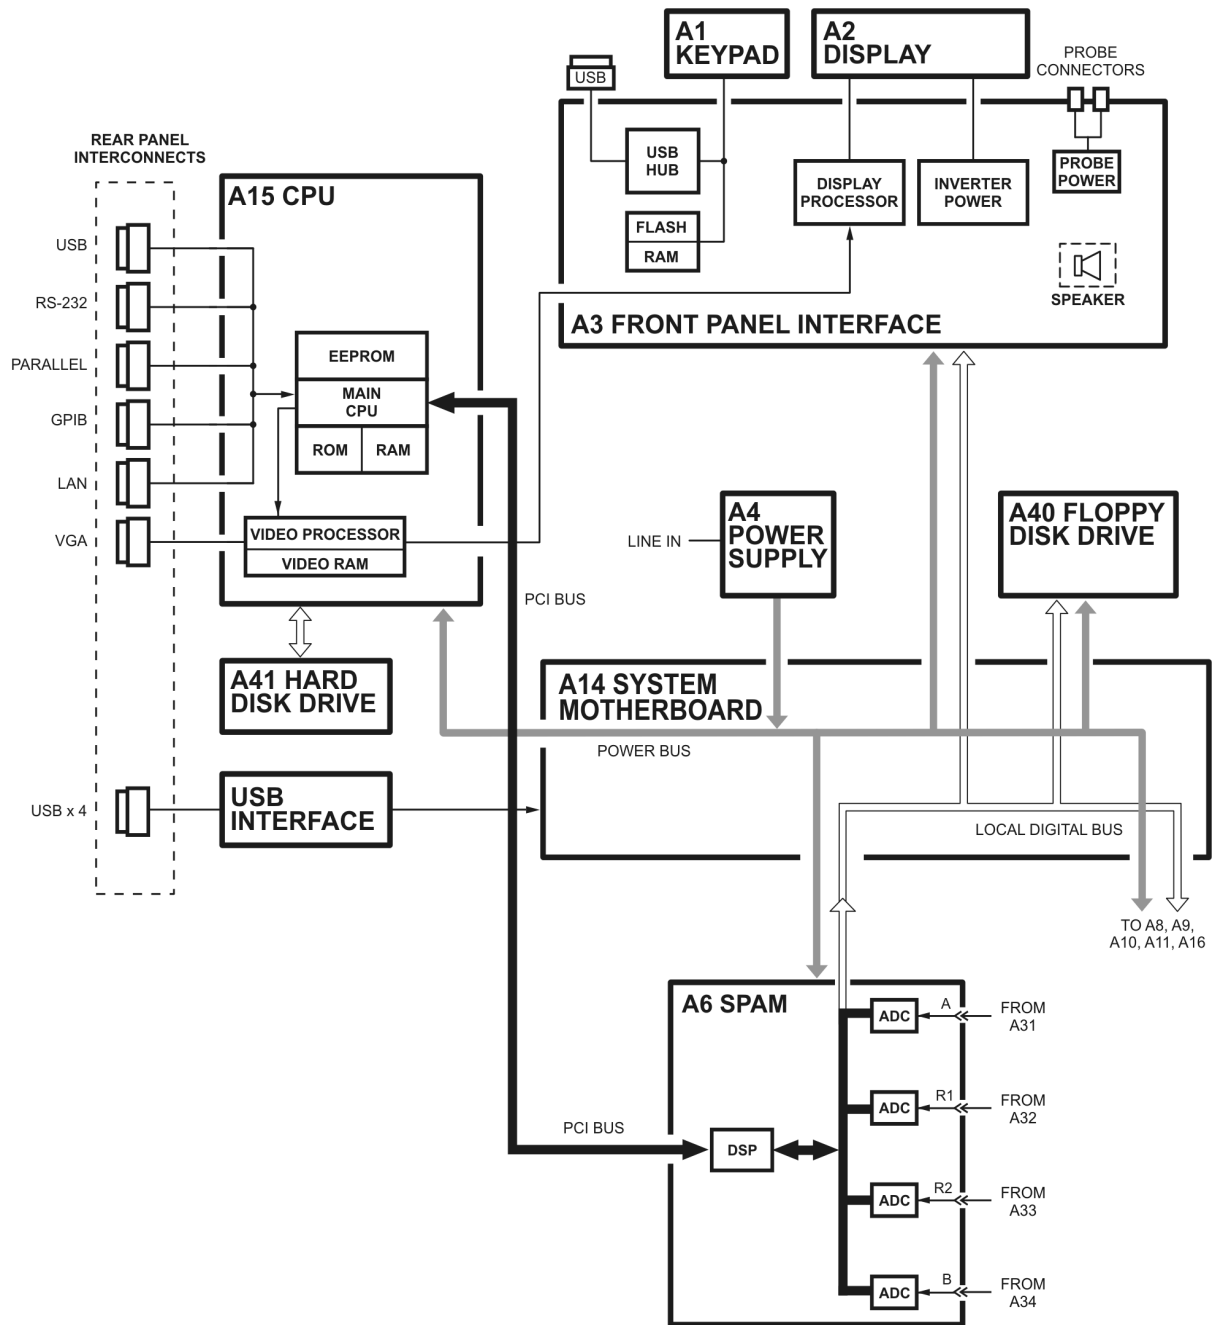 A1
KEYPAD
A2
DISPLAY
PROBE
CONNECTORS
USB
REAR PANEL
INTERCONNECTS
USB
HUB
DISPLAY
PROCESSOR
INVERTER
POWER
PROBE
POWER
FLASH
RAM
SPEAKER
A3 FRONT PANEL INTERFACE
A15 CPU
USB
RS-232
PARALLEL
GPIB
LAN
VGA
EEPROM
MAIN
CPU
ROM
RAM
VIDEO PROCESSOR
VIDEO RAM
PCI BUS
LINE IN
A4
POWER
SUPPLY
A40 FLOPPY
DISK DRIVE
A41 HARD
DISK DRIVE
A14 SYSTEM
MOTHERBOARD
POWER BUS
USB x 4
USB
INTERFACE
LOCAL DIGITAL BUS
TO A8, A9,
A10, A11, A16
A6 SPAM
ADC
A
FROM
A31
ADC
R1
FROM
A32
PCI BUS
DSP
ADC
R2
FROM
A33
ADC
B
FROM
A34